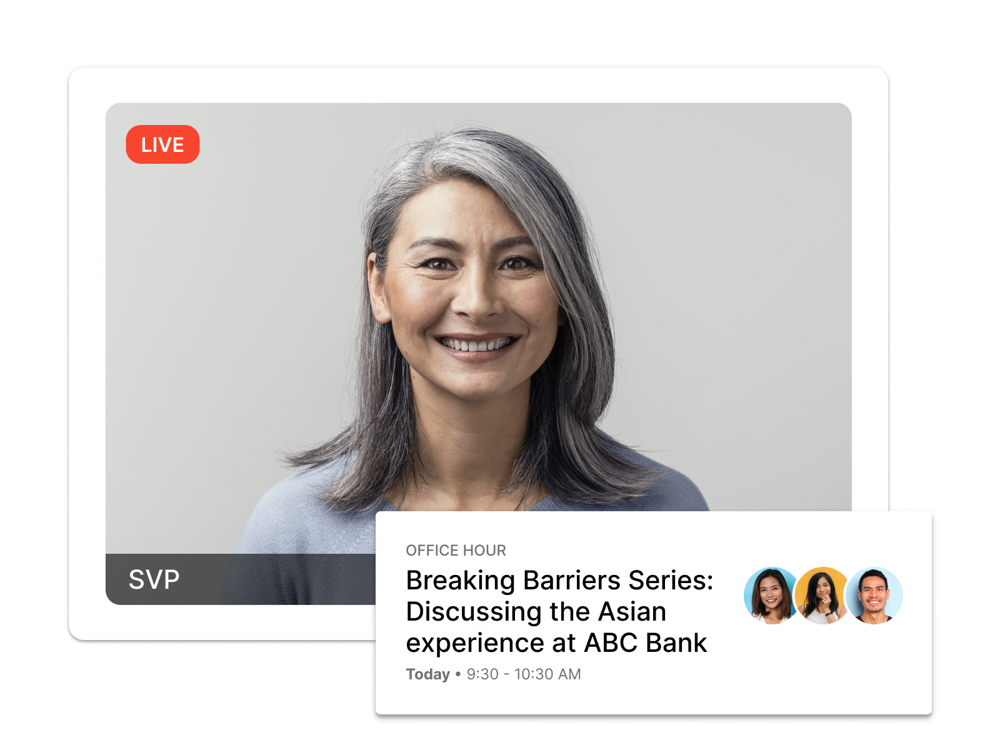 LIVE
SVP
OFFICE HOUR
Breaking Barriers Series:
Discussing the Asian
experience at ABC Bank
Today • 9:30 - 10:30 AM